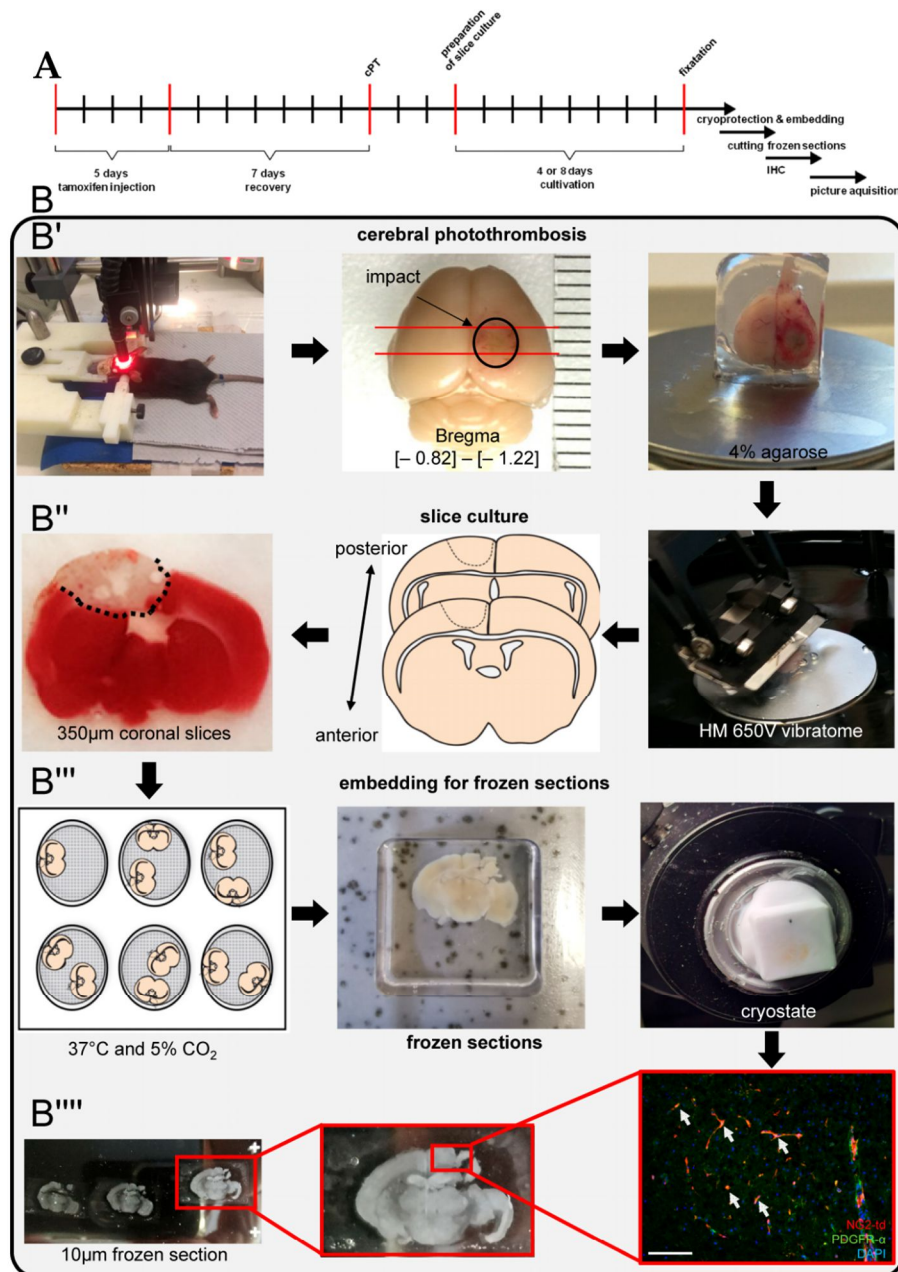 A
cPT
preparation
of slice culture
fixatation
cryoprotection & embedding
cutting frozen sections
IHC
picture aquisition
5 days
tamoxifen injection
7 days
recovery
4 or 8 days
cultivation
B
B'
cerebral photothrombosis
impact
Bregma
[– 0.82] – [– 1.22]
4% agarose
B''
slice culture
posterior
anterior
350µm coronal slices
HM 650V vibratome
B'''
embedding for frozen sections
37°C and 5% CO₂
frozen sections
cryostate
B''''
10µm frozen section
NG2-td
PDGFR-α
DAPI